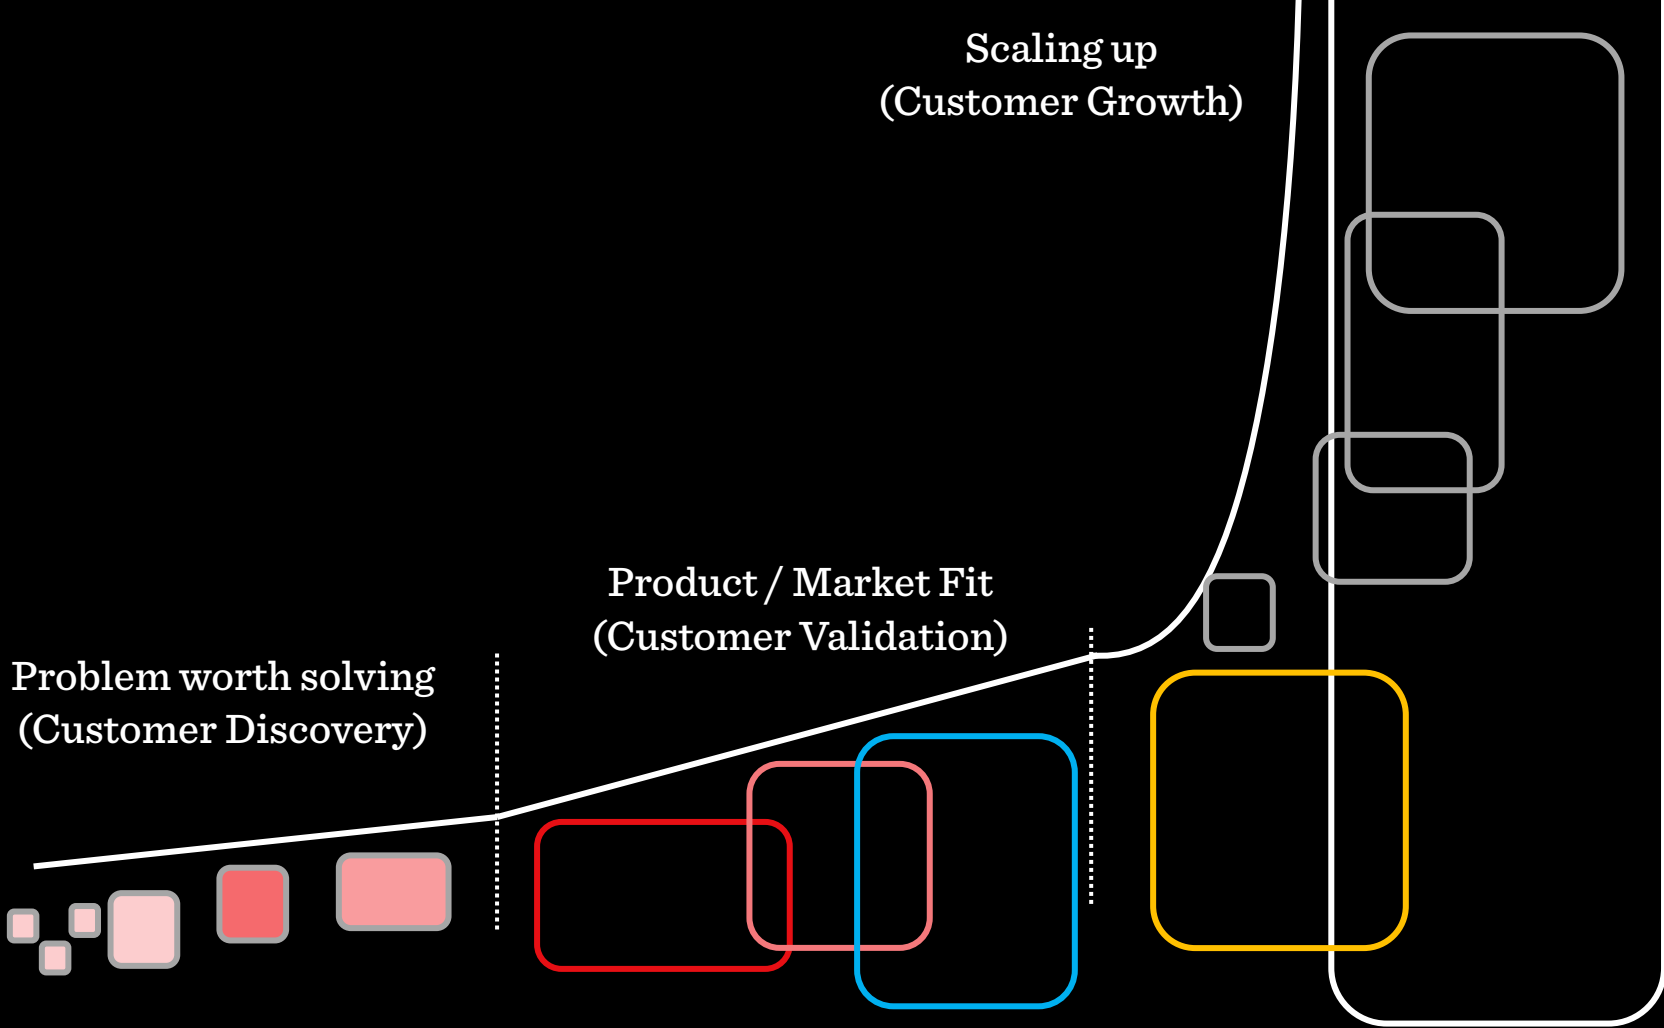 Scaling up
(Customer Growth)
Product / Market Fit
(Customer Validation)
Problem worth solving
(Customer Discovery)